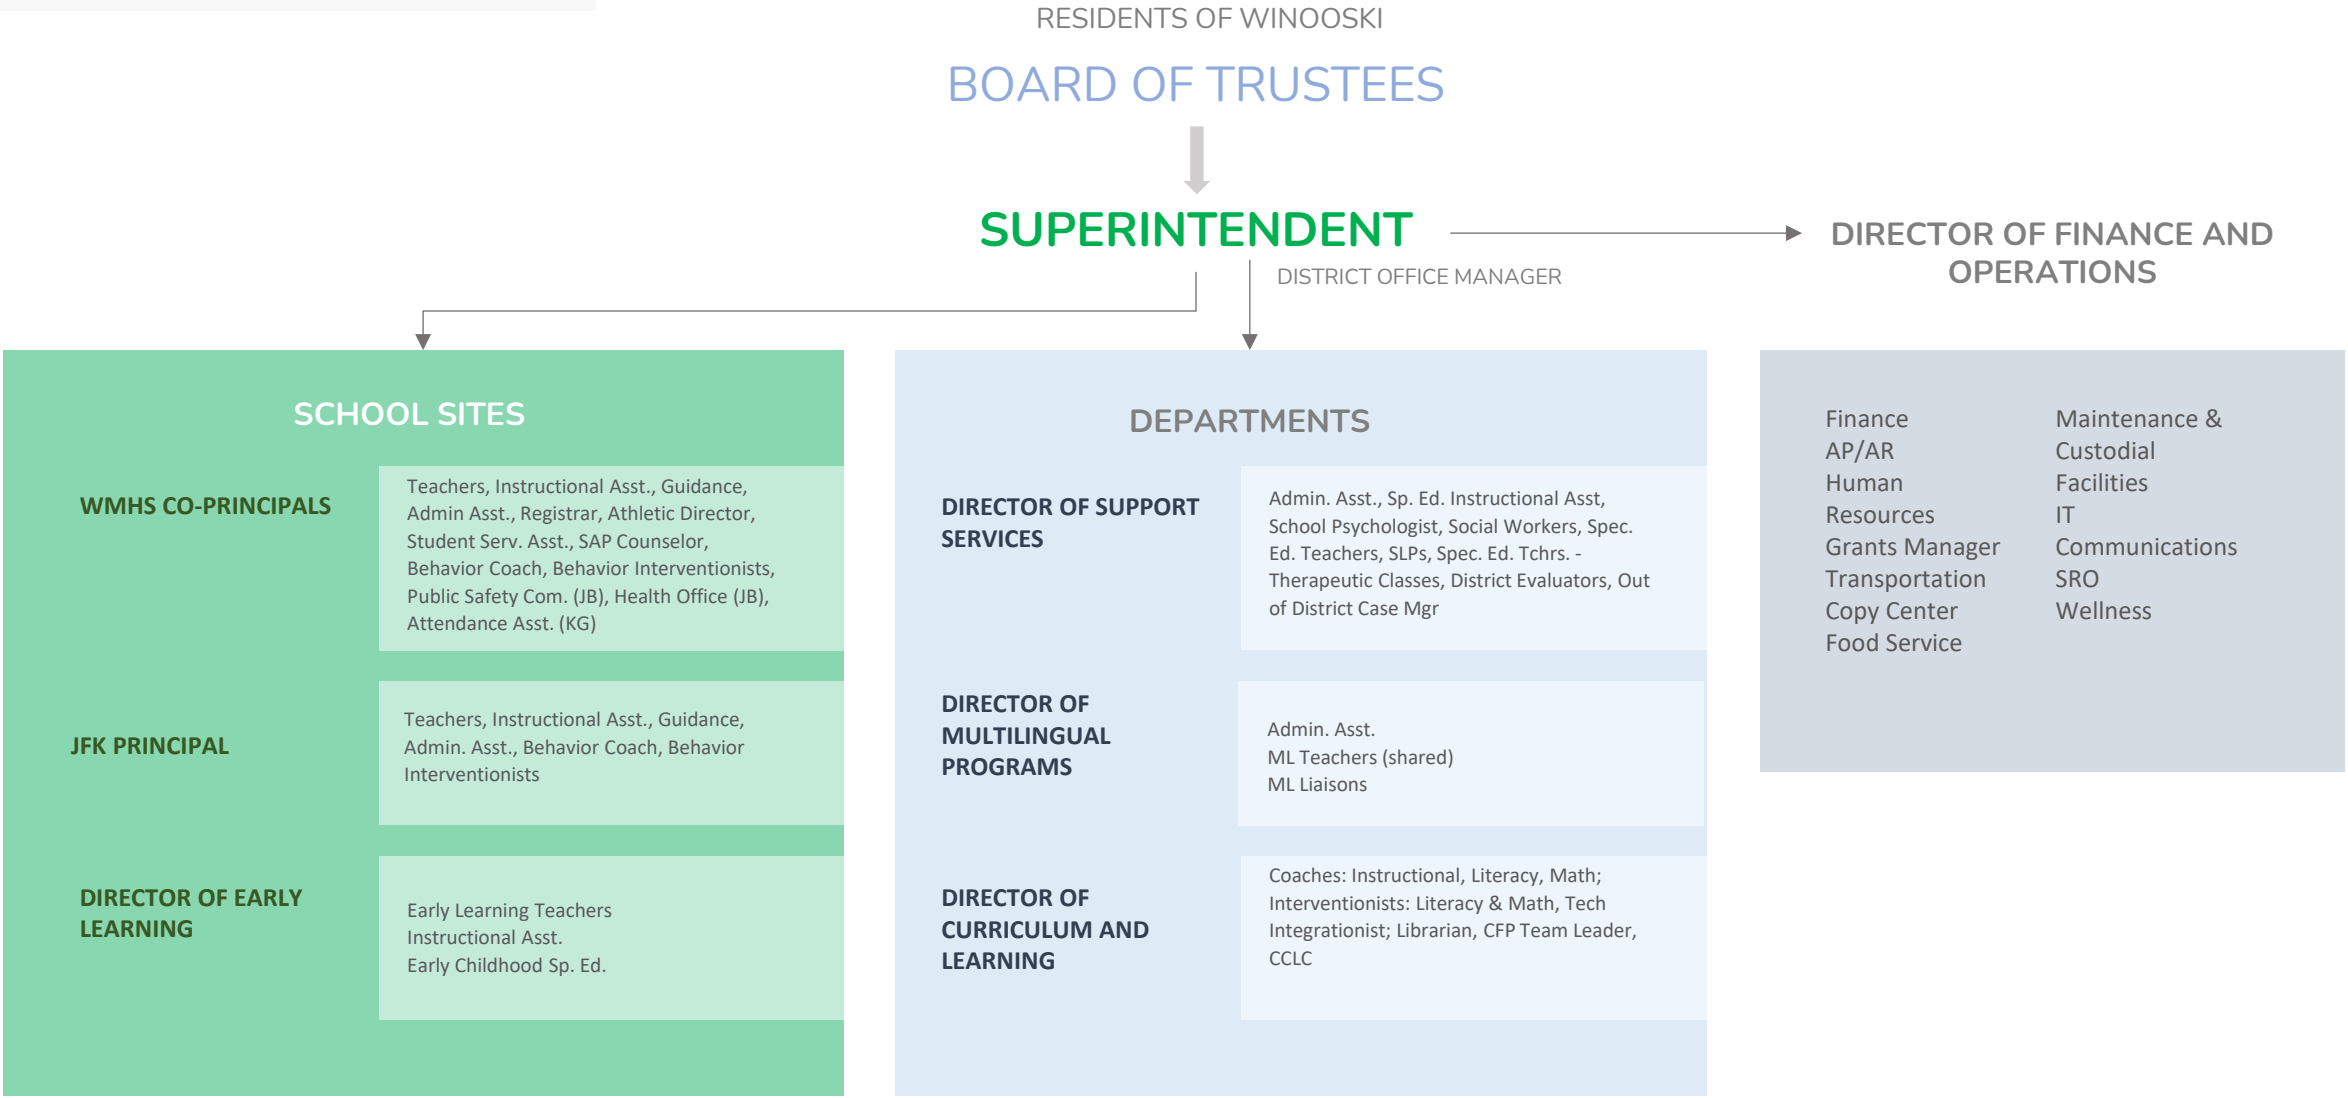 RESIDENTS OF WINOOSKI
BOARD OF TRUSTEES
SUPERINTENDENT
DISTRICT OFFICE MANAGER
DIRECTOR OF FINANCE AND
OPERATIONS
SCHOOL SITES
WMHS CO-PRINCIPALS
Teachers, Instructional Asst., Guidance,
Admin Asst., Registrar, Athletic Director,
Student Serv. Asst., SAP Counselor,
Behavior Coach, Behavior Interventionists,
Public Safety Com. (JB), Health Office (JB),
Attendance Asst. (KG)
JFK PRINCIPAL
Teachers, Instructional Asst., Guidance,
Admin. Asst., Behavior Coach, Behavior
Interventionists
DIRECTOR OF EARLY
LEARNING
Early Learning Teachers
Instructional Asst.
Early Childhood Sp. Ed.
DEPARTMENTS
DIRECTOR OF SUPPORT
SERVICES
Admin. Asst., Sp. Ed. Instructional Asst,
School Psychologist, Social Workers, Spec.
Ed. Teachers, SLPs, Spec. Ed. Tchrs. -
Therapeutic Classes, District Evaluators, Out
of District Case Mgr
DIRECTOR OF
MULTILINGUAL
PROGRAMS
Admin. Asst.
ML Teachers (shared)
ML Liaisons
DIRECTOR OF
CURRICULUM AND
LEARNING
Coaches: Instructional, Literacy, Math;
Interventionists: Literacy & Math, Tech
Integrationist; Librarian, CFP Team Leader,
CCLC
Finance
AP/AR
Human
Resources
Grants Manager
Transportation
Copy Center
Food Service
Maintenance &
Custodial
Facilities
IT
Communications
SRO
Wellness